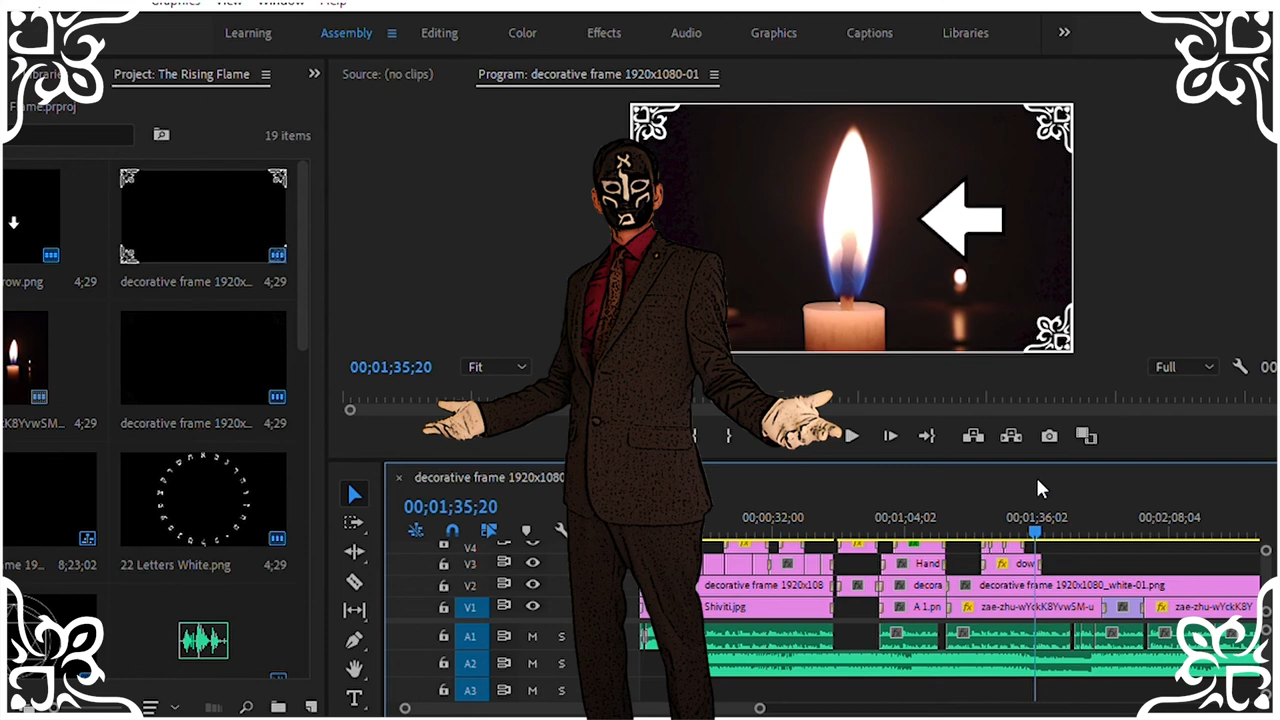 Graphics View Window Help
Learning Assembly Editing Color Effects Audio Graphics Captions Libraries
Project: The Rising Flame
Source: (no clips) Program: decorative frame 1920x1080-01
Flame.prproj
19 items
row.png 4;29 decorative frame 1920x... 4;29
00;01;35;20 Fit Full 00
K8YvwSM... 4;29 decorative frame 1920x... 4;29
decorative frame 1920x1080
00;01;35;20
00;00;32;00 00;01;04;02 00;01;36;02 00;02;08;04
V4
me 19... 8;23;02 22 Letters White.png 4;29
V3 Hand dow
V2 decorative frame 1920x108 decora decorative frame 1920x1080_white-01.png
V1 Shiviti.jpg A 1.pn zae-zhu-wYckK8YvwSM-u zae-zhu-wYckK8Y
A1 M S
A2 M S
A3 M S